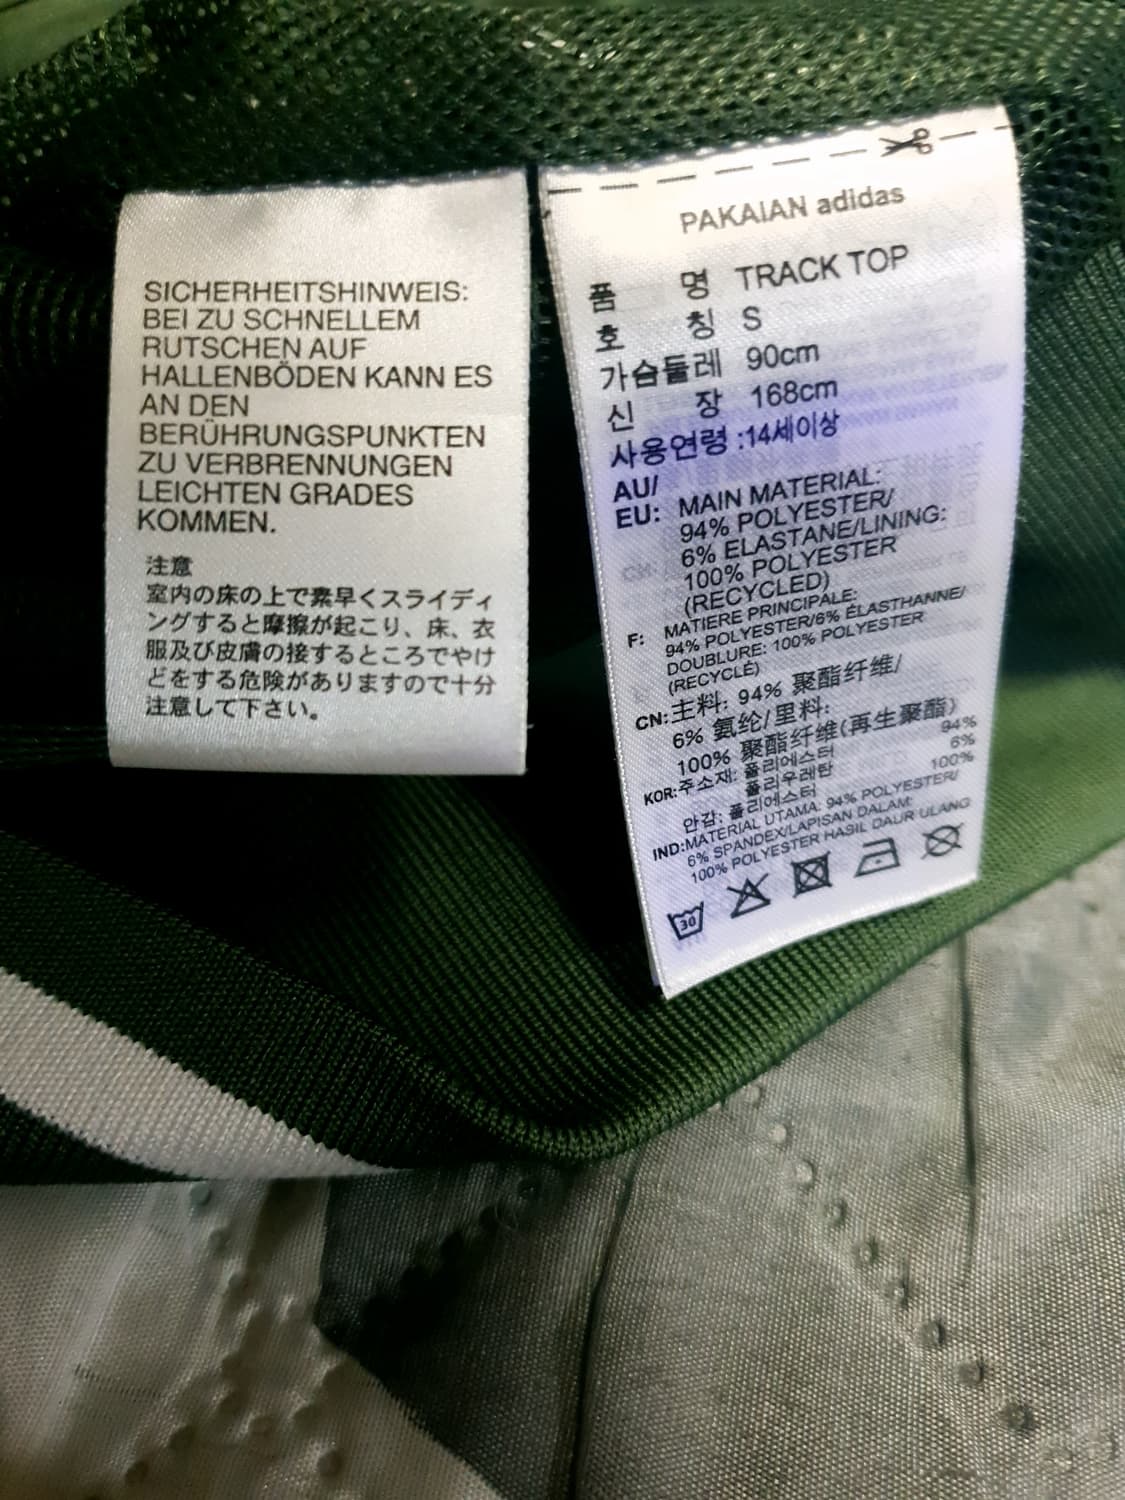 SICHERHEITSHINWEIS:
BEI ZU SCHNELLEM
RUTSCHEN AUF
HALLENBÖDEN KANN ES
AN DEN
BERÜHRUNGSPUNKTEN
ZU VERBRENNUNGEN
LEICHTEN GRADES
KOMMEN.
注意
室内の床の上で素早くスライディ
ングすると摩擦が起こり、床、衣
服及び皮膚の接するところでやけ
どをする危険がありますので十分
注意して下さい。
PAKAIAN adidas
품 명 TRACK TOP
호 칭 S
가슴둘레 90cm
신 장 168cm
사용연령 :14세이상
AU/
EU: MAIN MATERIAL:
94% POLYESTER/
6% ELASTANE/LINING:
100% POLYESTER
(RECYCLED)
F: MATIERE PRINCIPALE:
94% POLYESTER/6% ÉLASTHANNE/
DOUBLURE: 100% POLYESTER
(RECYCLÉ)
CN:主料: 94% 聚酯纤维/
6% 氨纶/里料:
100% 聚酯纤维(再生聚酯)
KOR:주소재: 폴리에스터 94%
폴리우레탄 6%
안감: 폴리에스터 100%
IND:MATERIAL UTAMA: 94% POLYESTER/
6% SPANDEX/LAPISAN DALAM:
100% POLYESTER HASIL DAUR ULANG
30